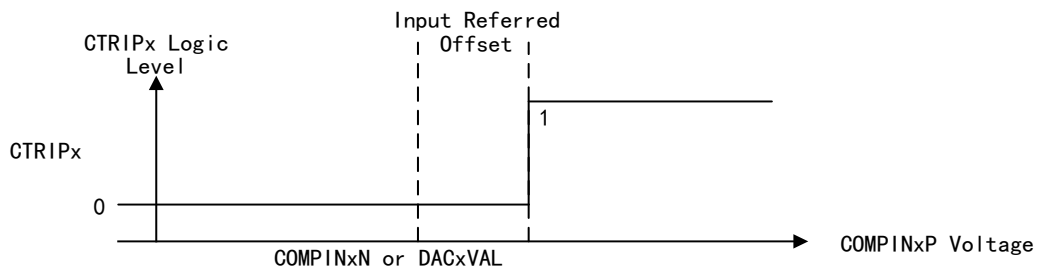 Input Referred
Offset
CTRIPx Logic
Level
1
CTRIPx
0
COMPINxN or DACxVAL
COMPINxP Voltage